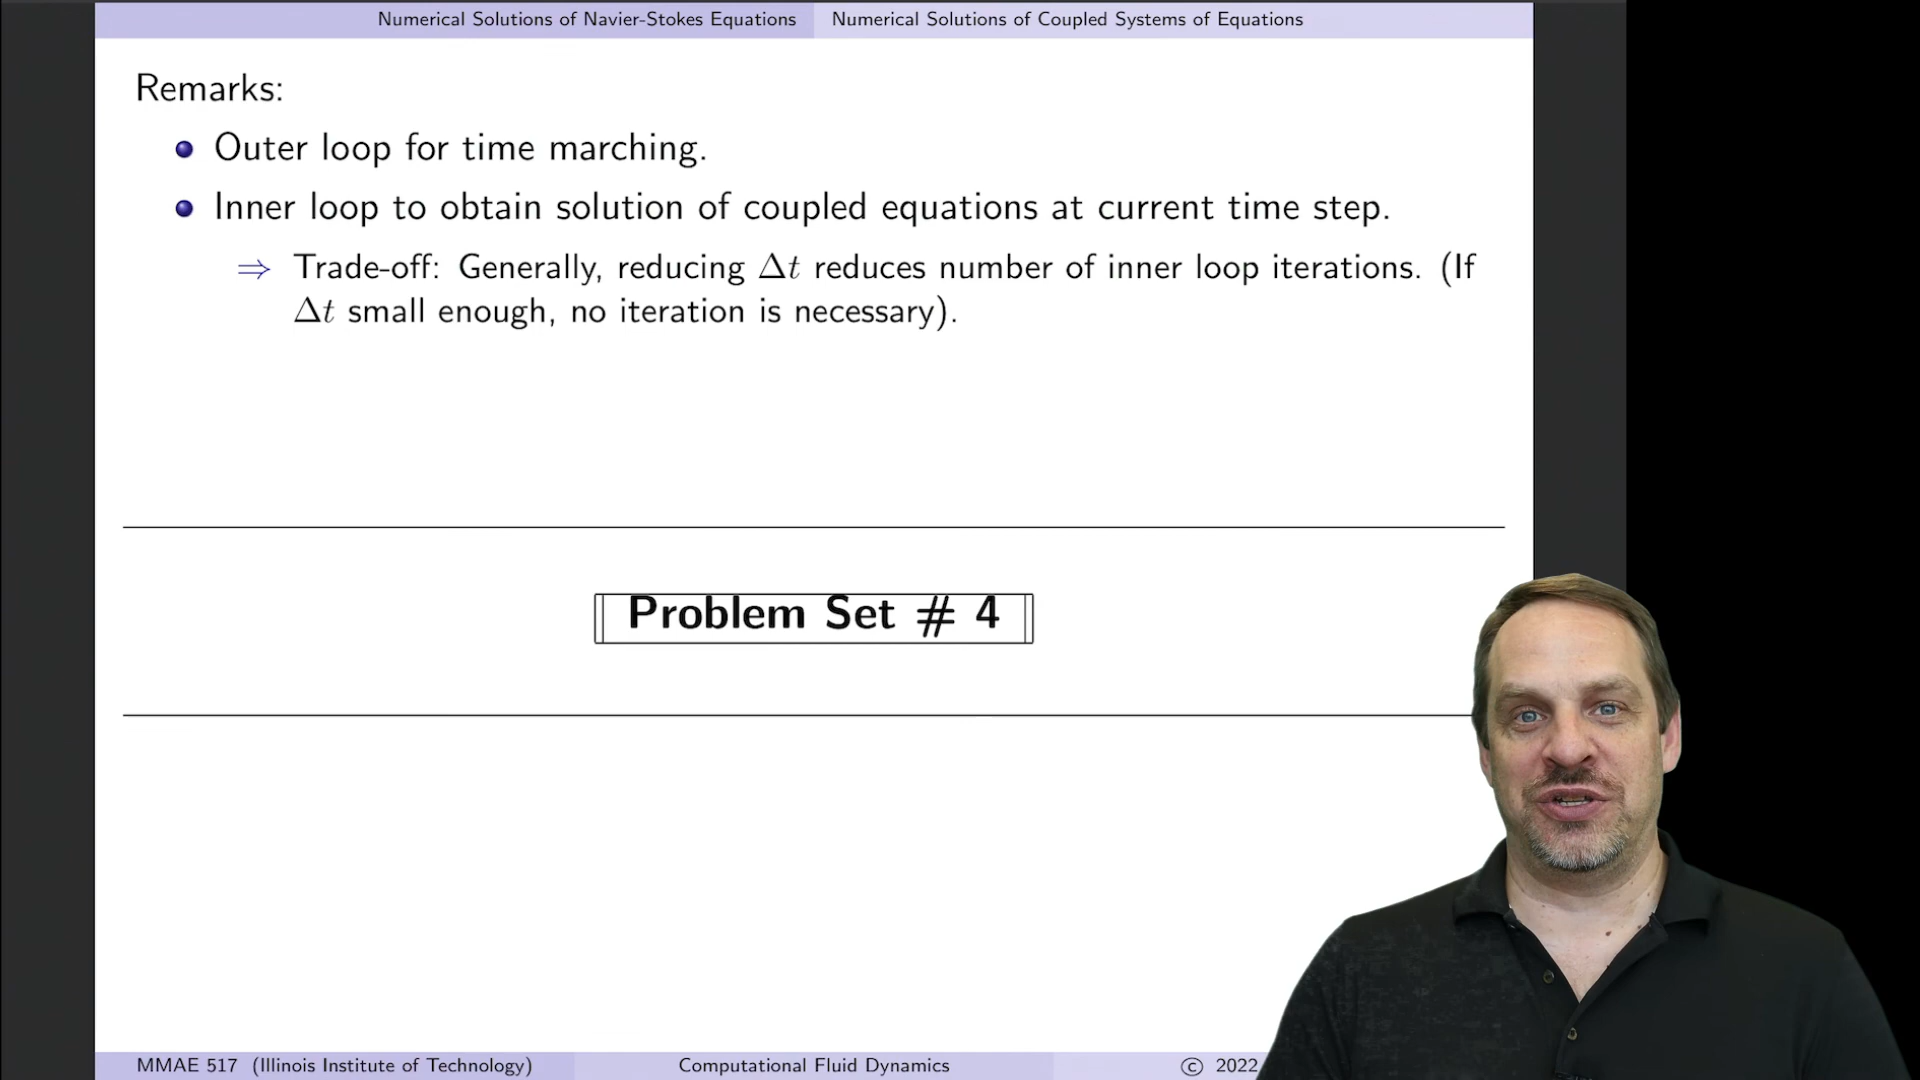 Numerical Solutions of Navier-Stokes Equations Numerical Solutions of Coupled Systems of Equations
Remarks:
Outer loop for time marching.
Inner loop to obtain solution of coupled equations at current time step.
⇒ Trade-off: Generally, reducing Δt reduces number of inner loop iterations. (If
Δt small enough, no iteration is necessary).
Problem Set # 4
MMAE 517 (Illinois Institute of Technology) Computational Fluid Dynamics © 2022